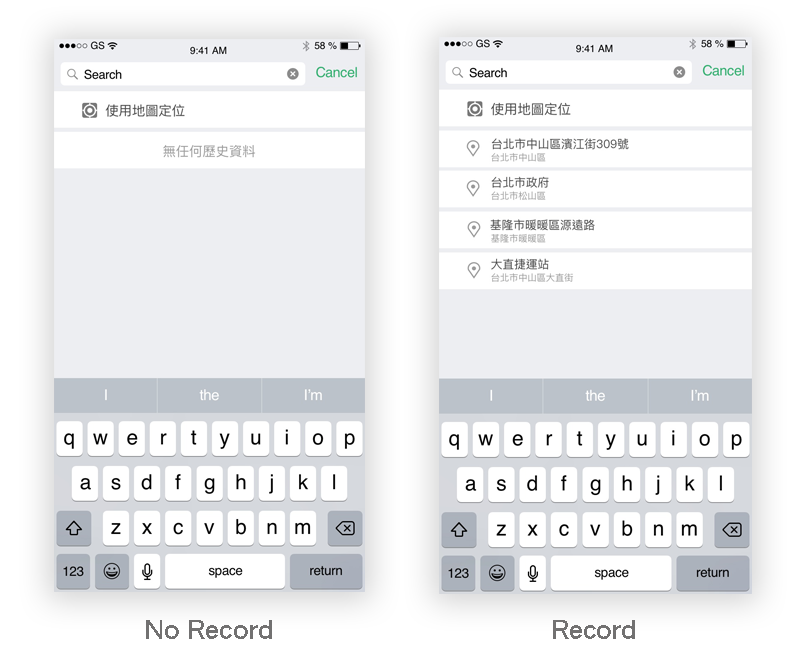 GS
9:41 AM
58 %
Search
Cancel
使用地圖定位
無任何歷史資料
I
the
I'm
q w e r t y u i o p
a s d f g h j k l
z x c v b n m
123
space
return
No Record
GS
9:41 AM
58 %
Search
Cancel
使用地圖定位
台北市中山區濱江街309號
台北市中山區
台北市政府
台北市松山區
基隆市暖暖區源遠路
基隆市暖暖區
大直捷運站
台北市中山區大直街
I
the
I'm
q w e r t y u i o p
a s d f g h j k l
z x c v b n m
123
space
return
Record